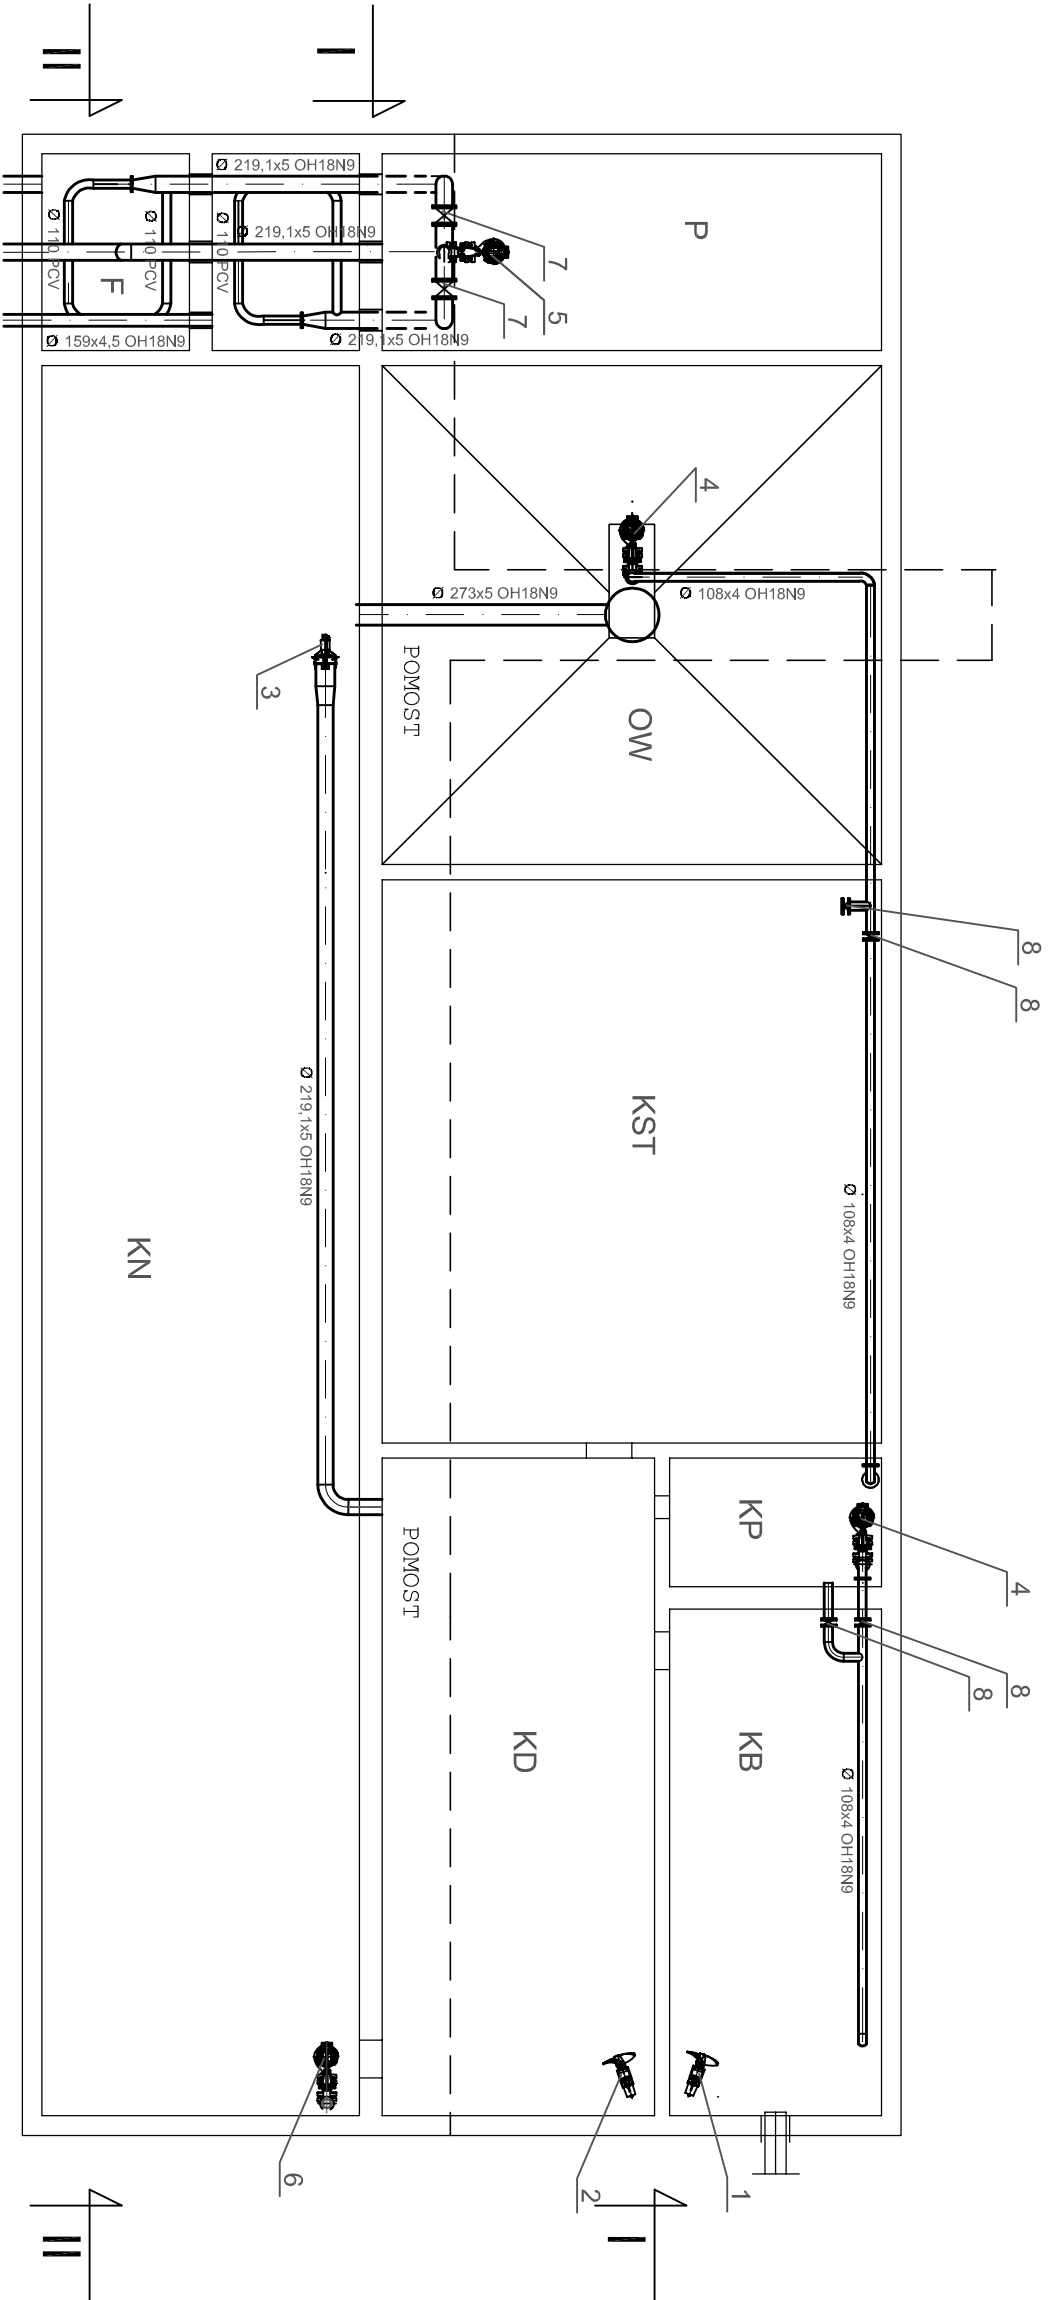 II
I
Ø 219,1x5 OH18N9
Ø 219,1x5 OH18N9
Ø 110 PCV
Ø 110 PCV
Ø 110 PCV
F
Ø 159x4,5 OH18N9
Ø 219,1x5 OH18N9
P
7
5
7
4
Ø 273x5 OH18N9
Ø 108x4 OH18N9
POMOST
3
OW
8
8
Ø 219,1x5 OH18N9
KST
Ø 108x4 OH18N9
KN
KP
POMOST
4
8
8
KD
KB
Ø 108x4 OH18N9
6
2
1
II
I